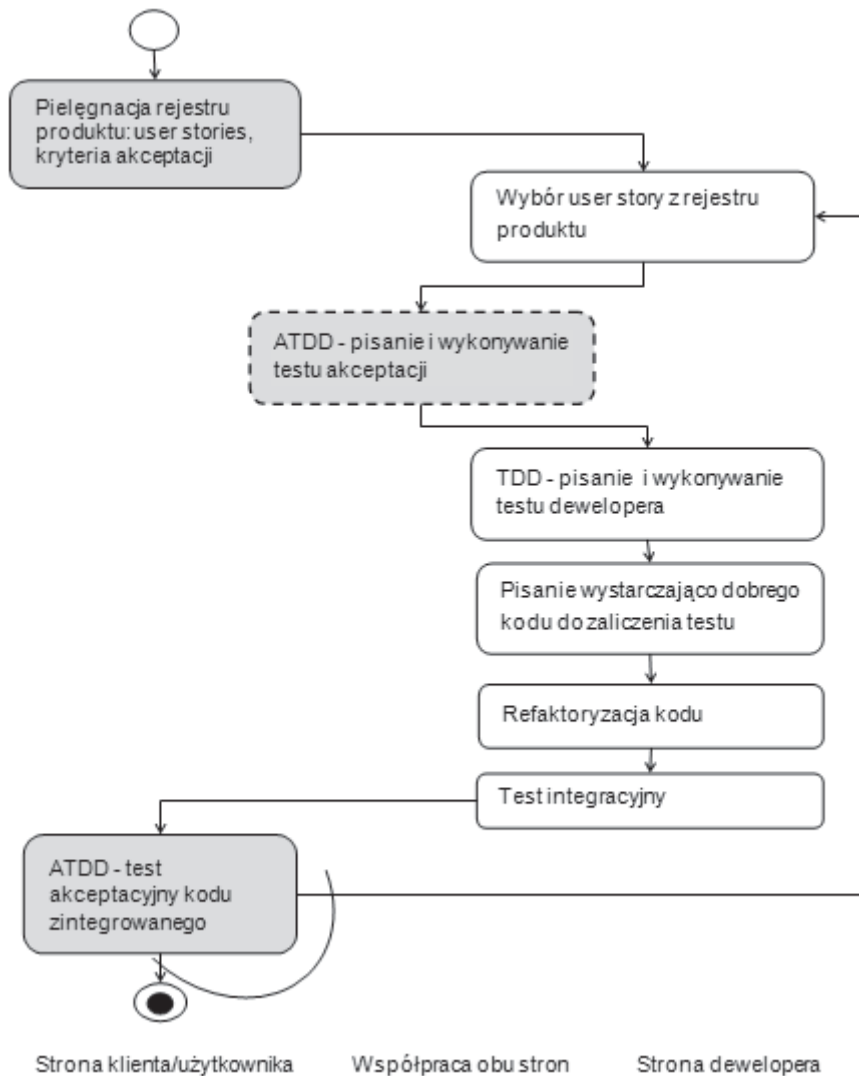 Pielęgnacja rejestru
produktu: user stories,
kryteria akceptacji
Wybór user story z rejestru
produktu
ATDD - pisanie i wykonywanie
testu akceptacji
TDD - pisanie i wykonywanie
testu dewelopera
Pisanie wystarczająco dobrego
kodu do zaliczenia testu
Refaktoryzacja kodu
Test integracyjny
ATDD - test
akceptacyjny kodu
zintegrowanego
Strona klienta/użytkownika
Współpraca obu stron
Strona dewelopera